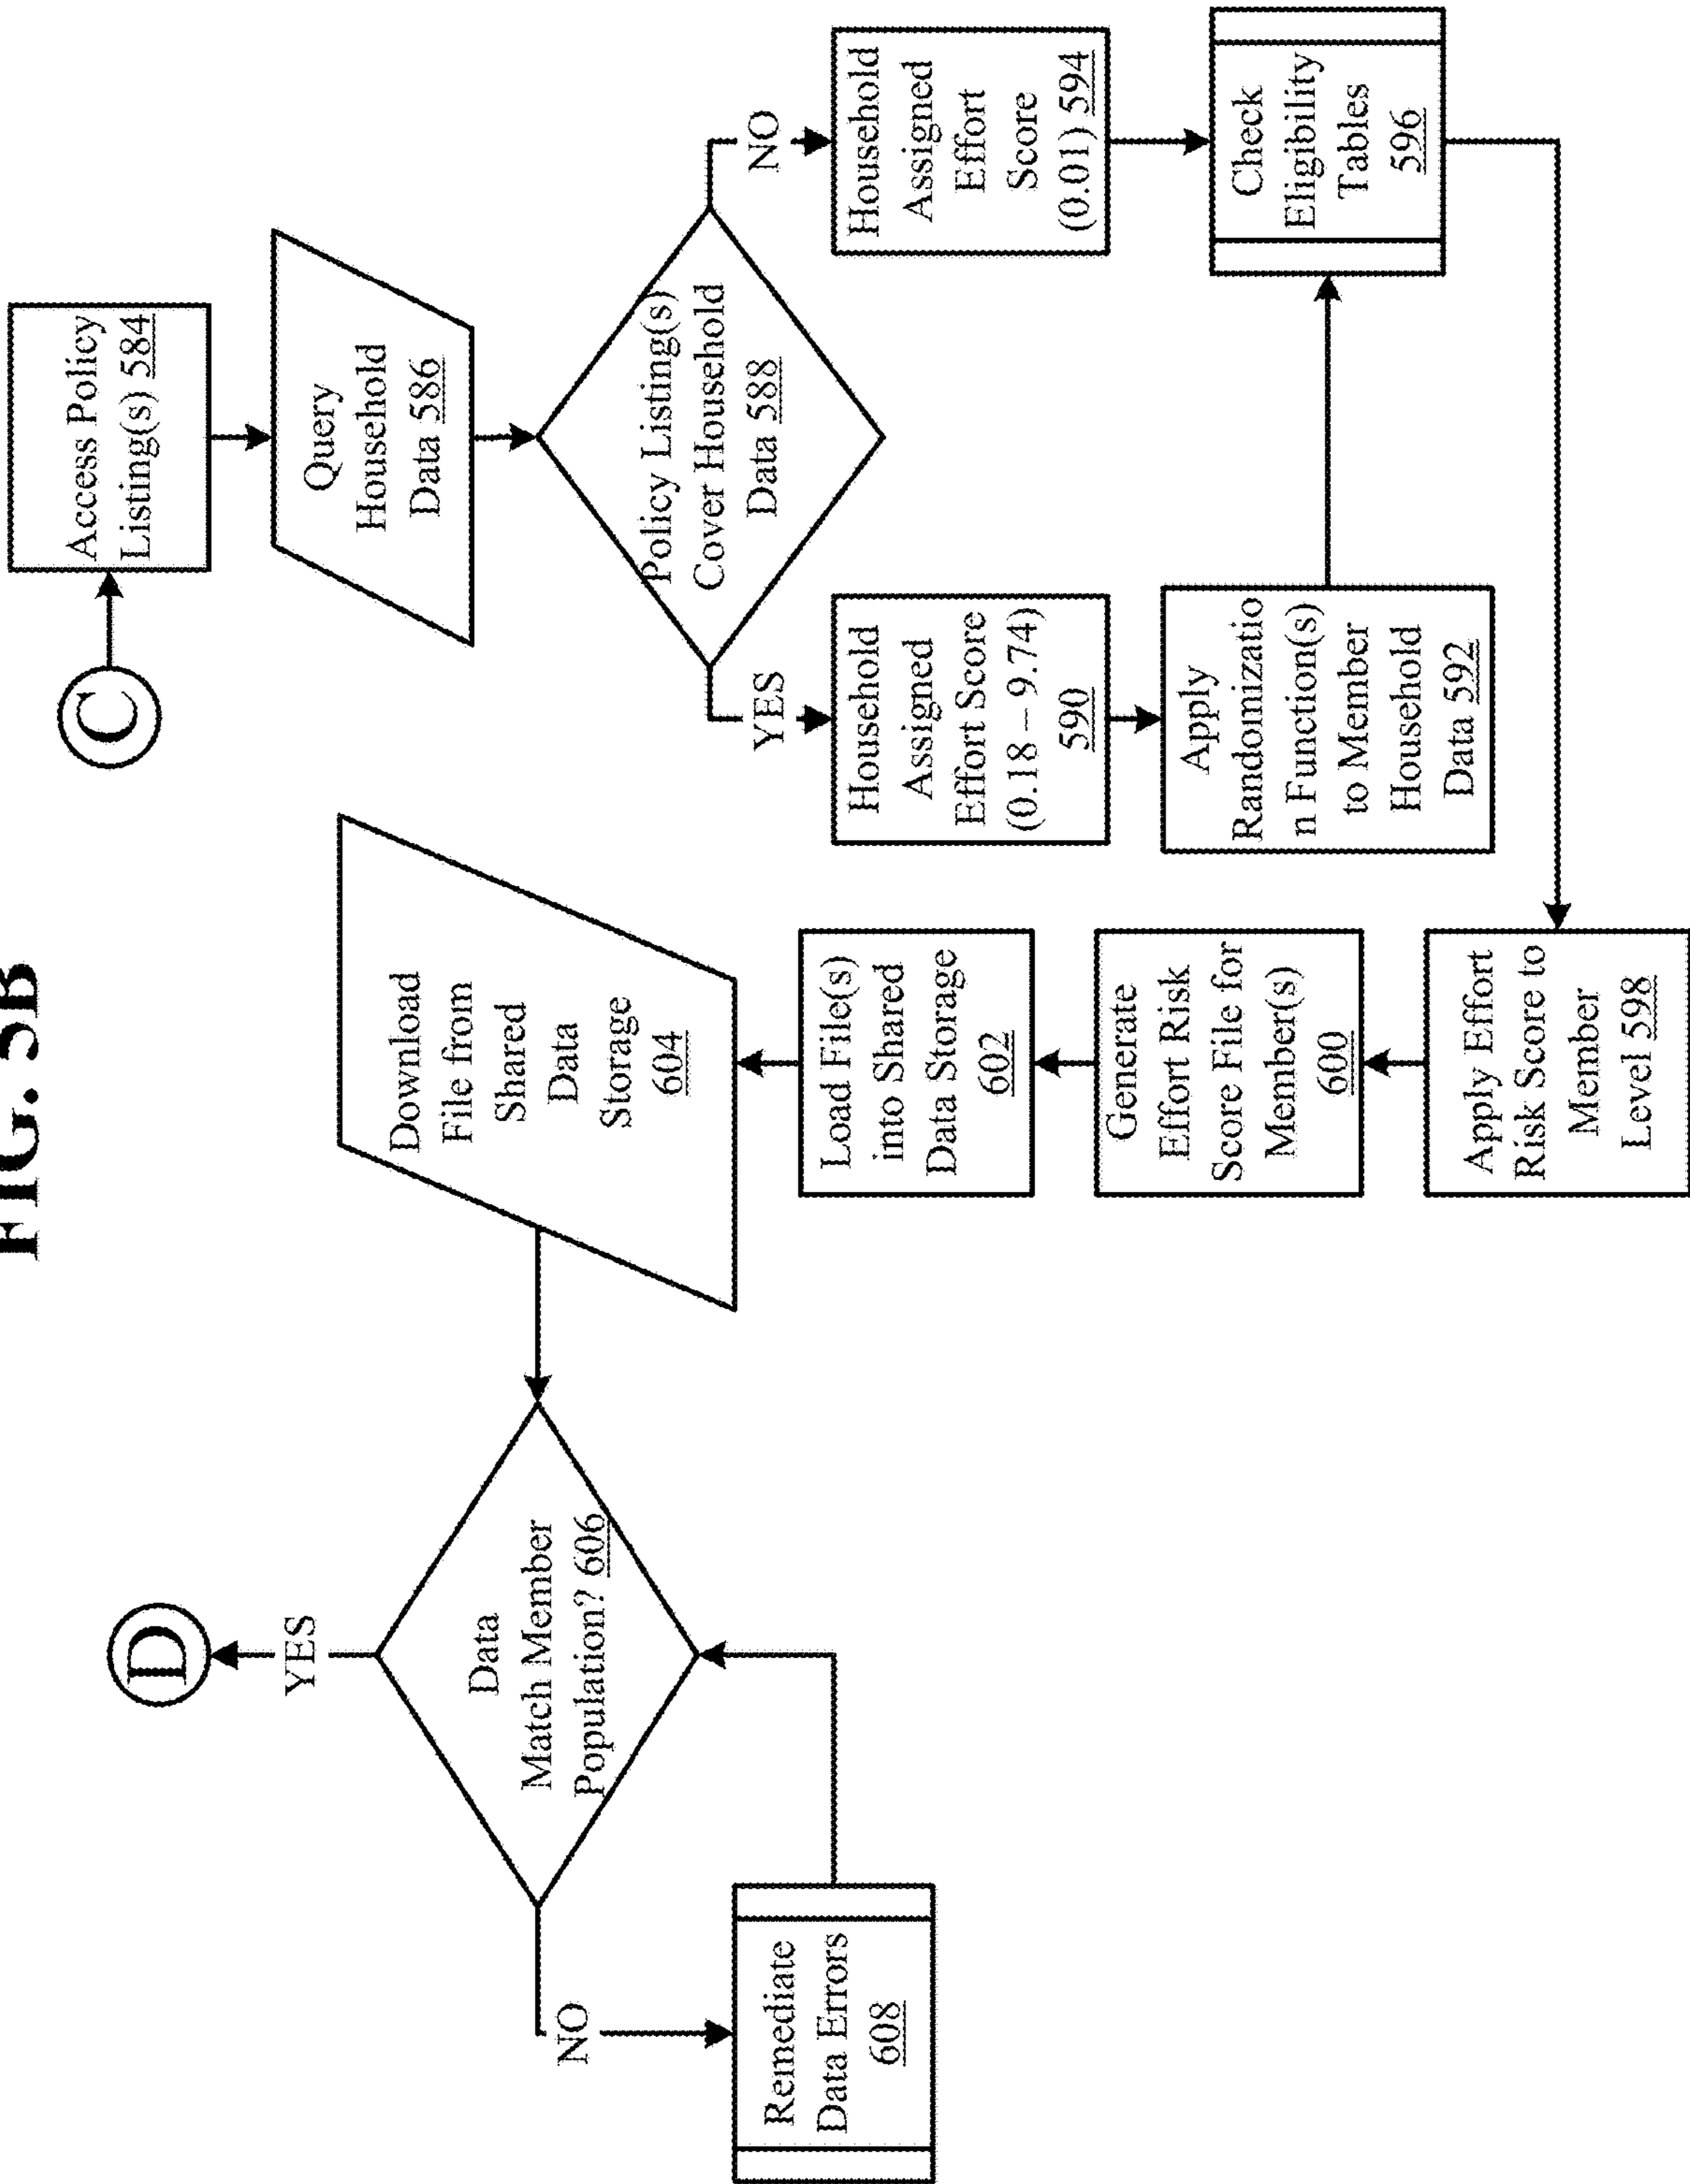 FIG. 5B
C
Access Policy
Listing(s) 584
Query
Household
Data 586
Policy Listing(s)
Cover Household
Data 588
YES
NO
Household
Assigned
Effort Score
(0.18 – 9.74)
590
Household
Assigned
Effort
Score
(0.01) 594
Apply
Randomizatio
n Function(s)
to Member
Household
Data 592
Check
Eligibility
Tables
596
Apply Effort
Risk Score to
Member
Level 598
Generate
Effort Risk
Score File for
Member(s)
600
Load File(s)
into Shared
Data Storage
602
Download
File from
Shared
Data
Storage
604
Data
Match Member
Population? 606
YES
D
NO
Remediate
Data Errors
608